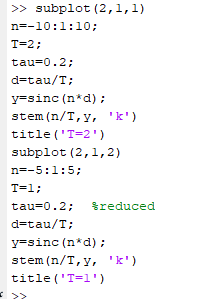 >> subplot(2,1,1)
n=-10:1:10;
T=2;
tau=0.2;
d=tau/T;
y=sinc(n*d);
stem(n/T,y, 'k')
title('T=2')
subplot(2,1,2)
n=-5:1:5;
T=1;
tau=0.2;  %reduced
d=tau/T;
y=sinc(n*d);
stem(n/T,y, 'k')
title('T=1')
>>